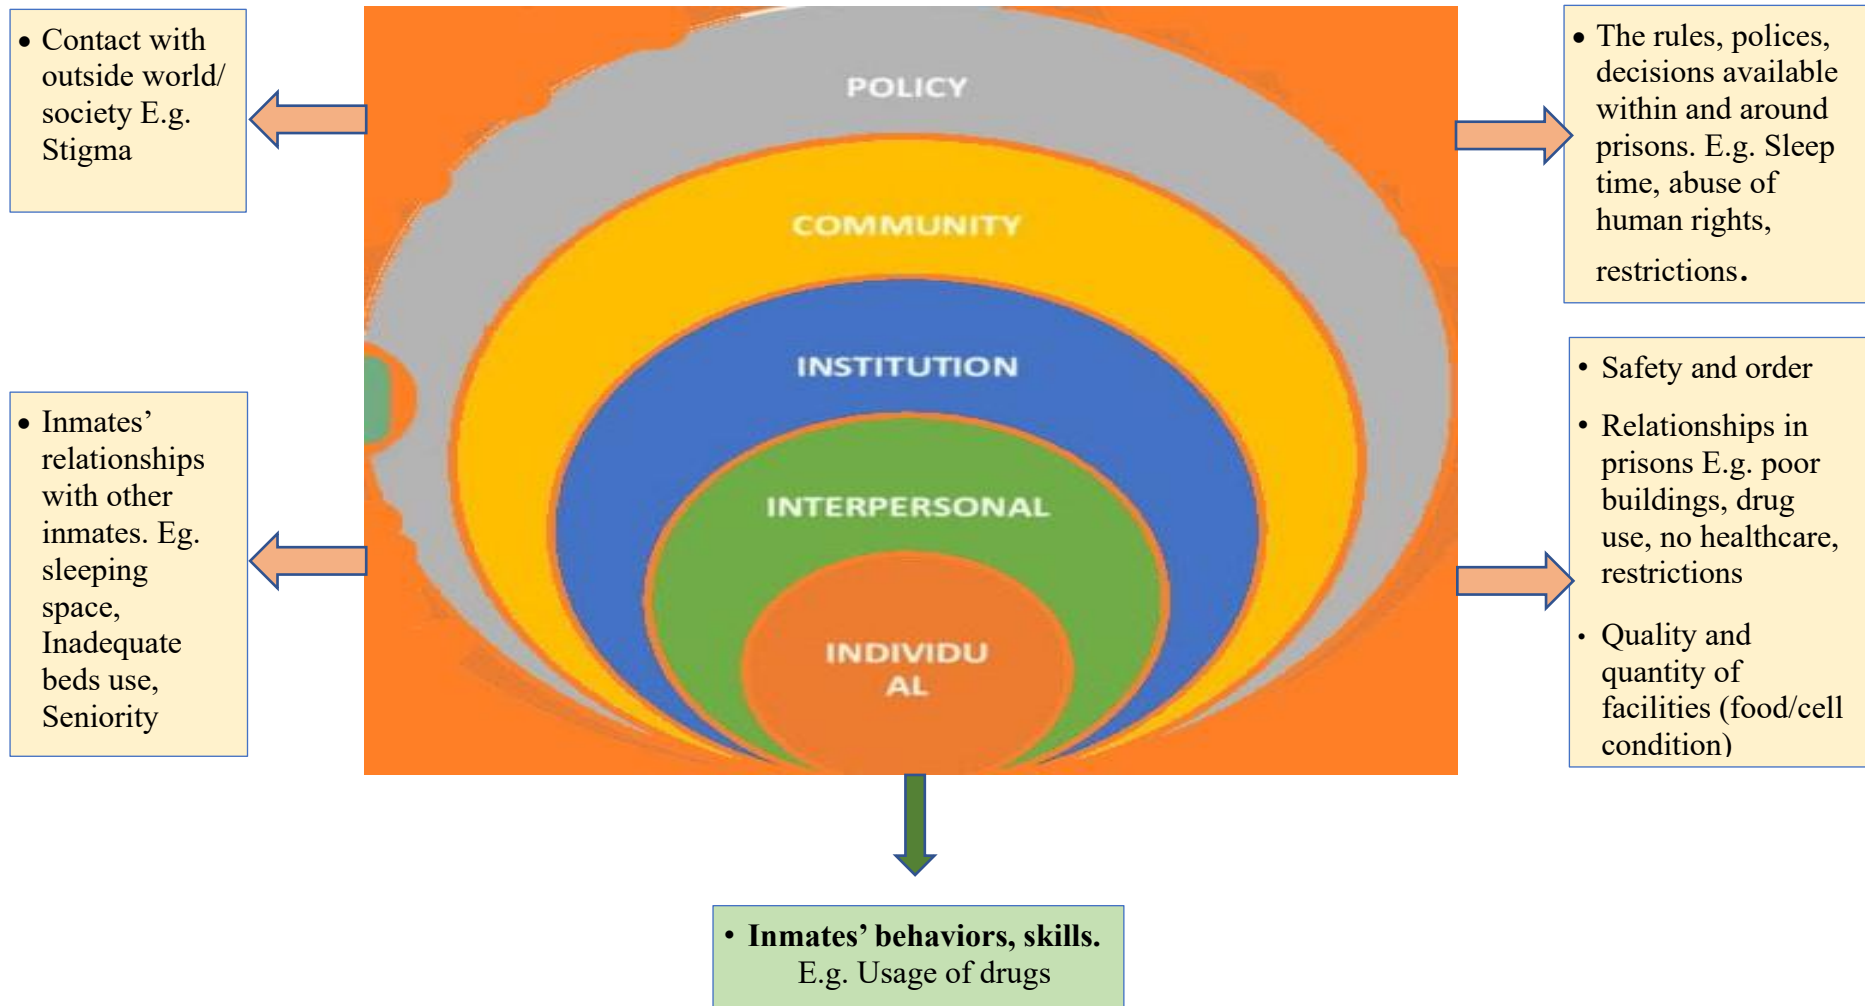 • Contact with
outside world/
society E.g.
Stigma
POLICY
COMMUNITY
INSTITUTION
INTERPERSONAL
INDIVIDU
AL
• The rules, polices,
decisions available
within and around
prisons. E.g. Sleep
time, abuse of
human rights,
restrictions.
• Inmates’
relationships
with other
inmates. Eg.
sleeping
space,
Inadequate
beds use,
Seniority
• Safety and order
• Relationships in
prisons E.g. poor
buildings, drug
use, no healthcare,
restrictions
• Quality and
quantity of
facilities (food/cell
condition)
• Inmates’ behaviors, skills.
E.g. Usage of drugs